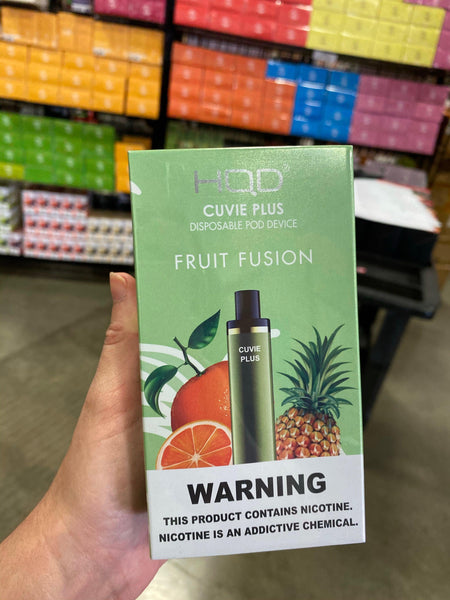 HQD
CUVIE PLUS
DISPOSABLE POD DEVICE
FRUIT FUSION
CUVIE
PLUS
WARNING
THIS PRODUCT CONTAINS NICOTINE.
NICOTINE IS AN ADDICTIVE CHEMICAL.